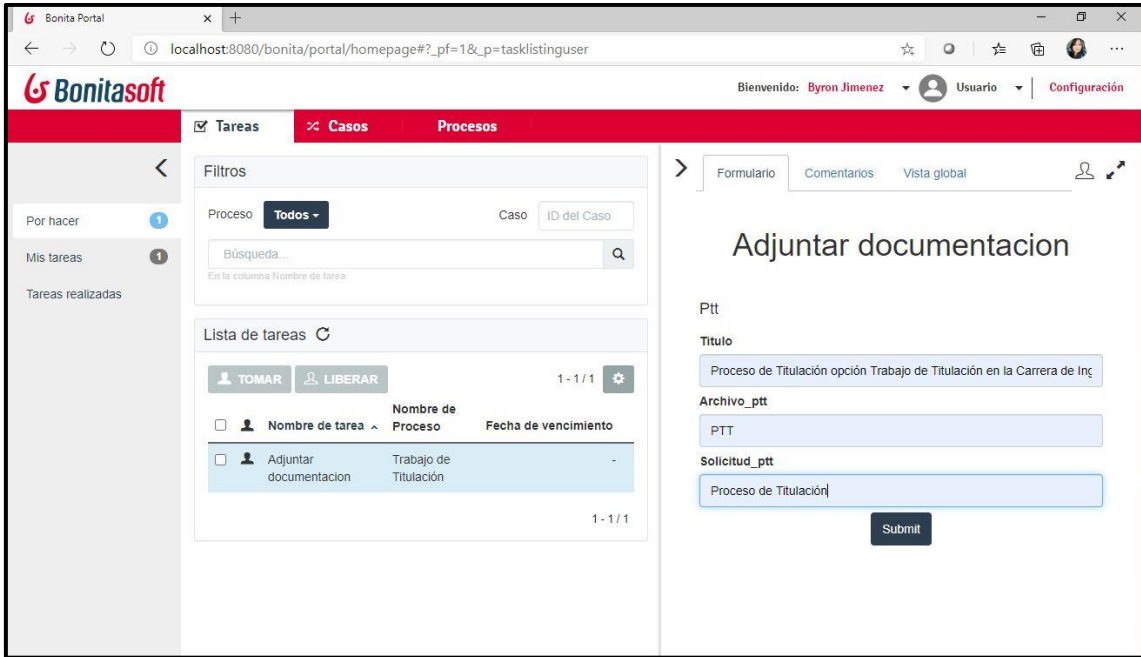 Bonita Portal
localhost:8080/bonita/portal/homepage#?_pf=1&_p=tasklistinguser
Bonitasoft
Bienvenido: Byron Jimenez
Usuario
Configuración
Tareas
Casos
Procesos
Por hacer 1
Mis tareas 1
Tareas realizadas
Filtros
Proceso Todos
Caso ID del Caso
Búsqueda...
En la columna Nombre de tarea
Lista de tareas
TOMAR
LIBERAR
1 - 1 / 1
Nombre de tarea
Nombre de
Proceso
Fecha de vencimiento
Adjuntar
documentacion
Trabajo de
Titulación
-
1 - 1 / 1
Formulario
Comentarios
Vista global
Adjuntar documentacion
Ptt
Titulo
Proceso de Titulación opción Trabajo de Titulación en la Carrera de Ing
Archivo_ptt
PTT
Solicitud_ptt
Proceso de Titulación
Submit